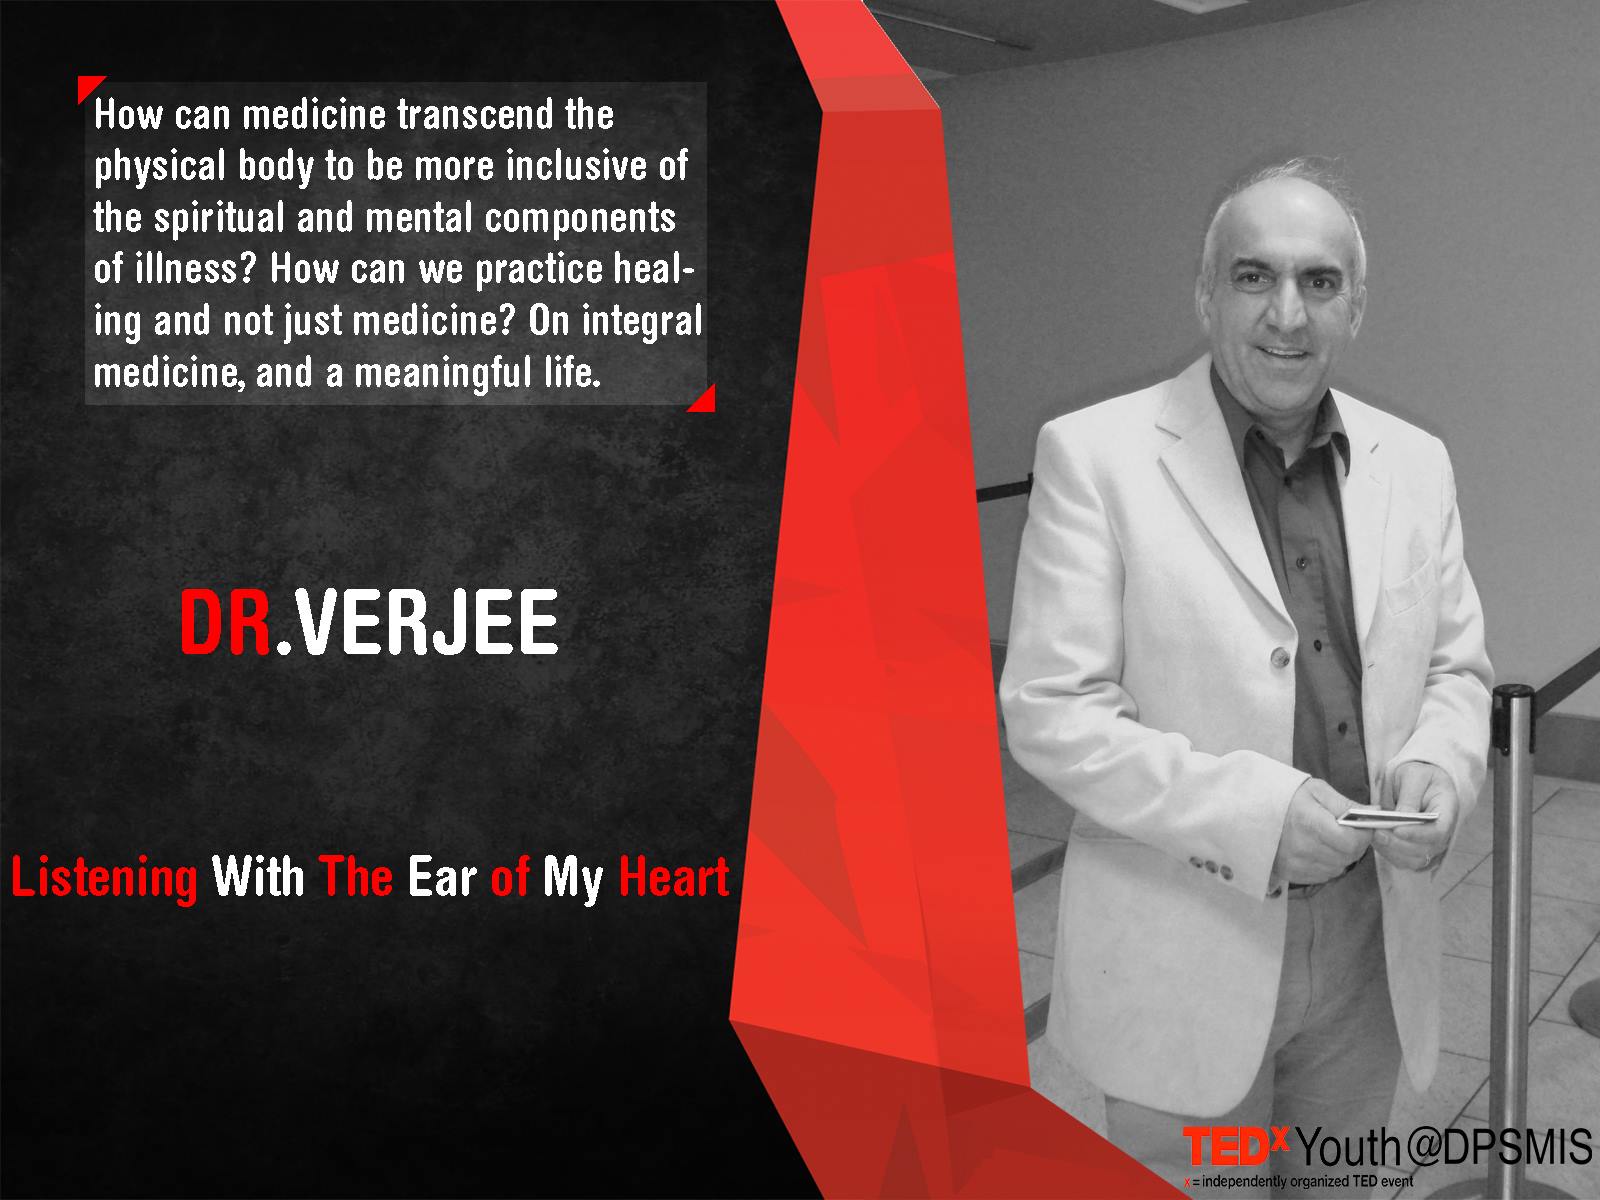 How can medicine transcend the
physical body to be more inclusive of
the spiritual and mental components
of illness? How can we practice heal-
ing and not just medicine? On integral
medicine, and a meaningful life.
DR.VERJEE
Listening With The Ear of My Heart
TEDx Youth@DPSMIS
x = independently organized TED event